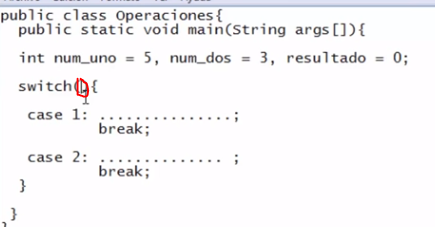 public class Operaciones{
public static void main(String args[]){
int num_uno = 5, num_dos = 3, resultado = 0;
switch(){
case 1: ...............;
break;
case 2: .............. ;
break;
}
}
}